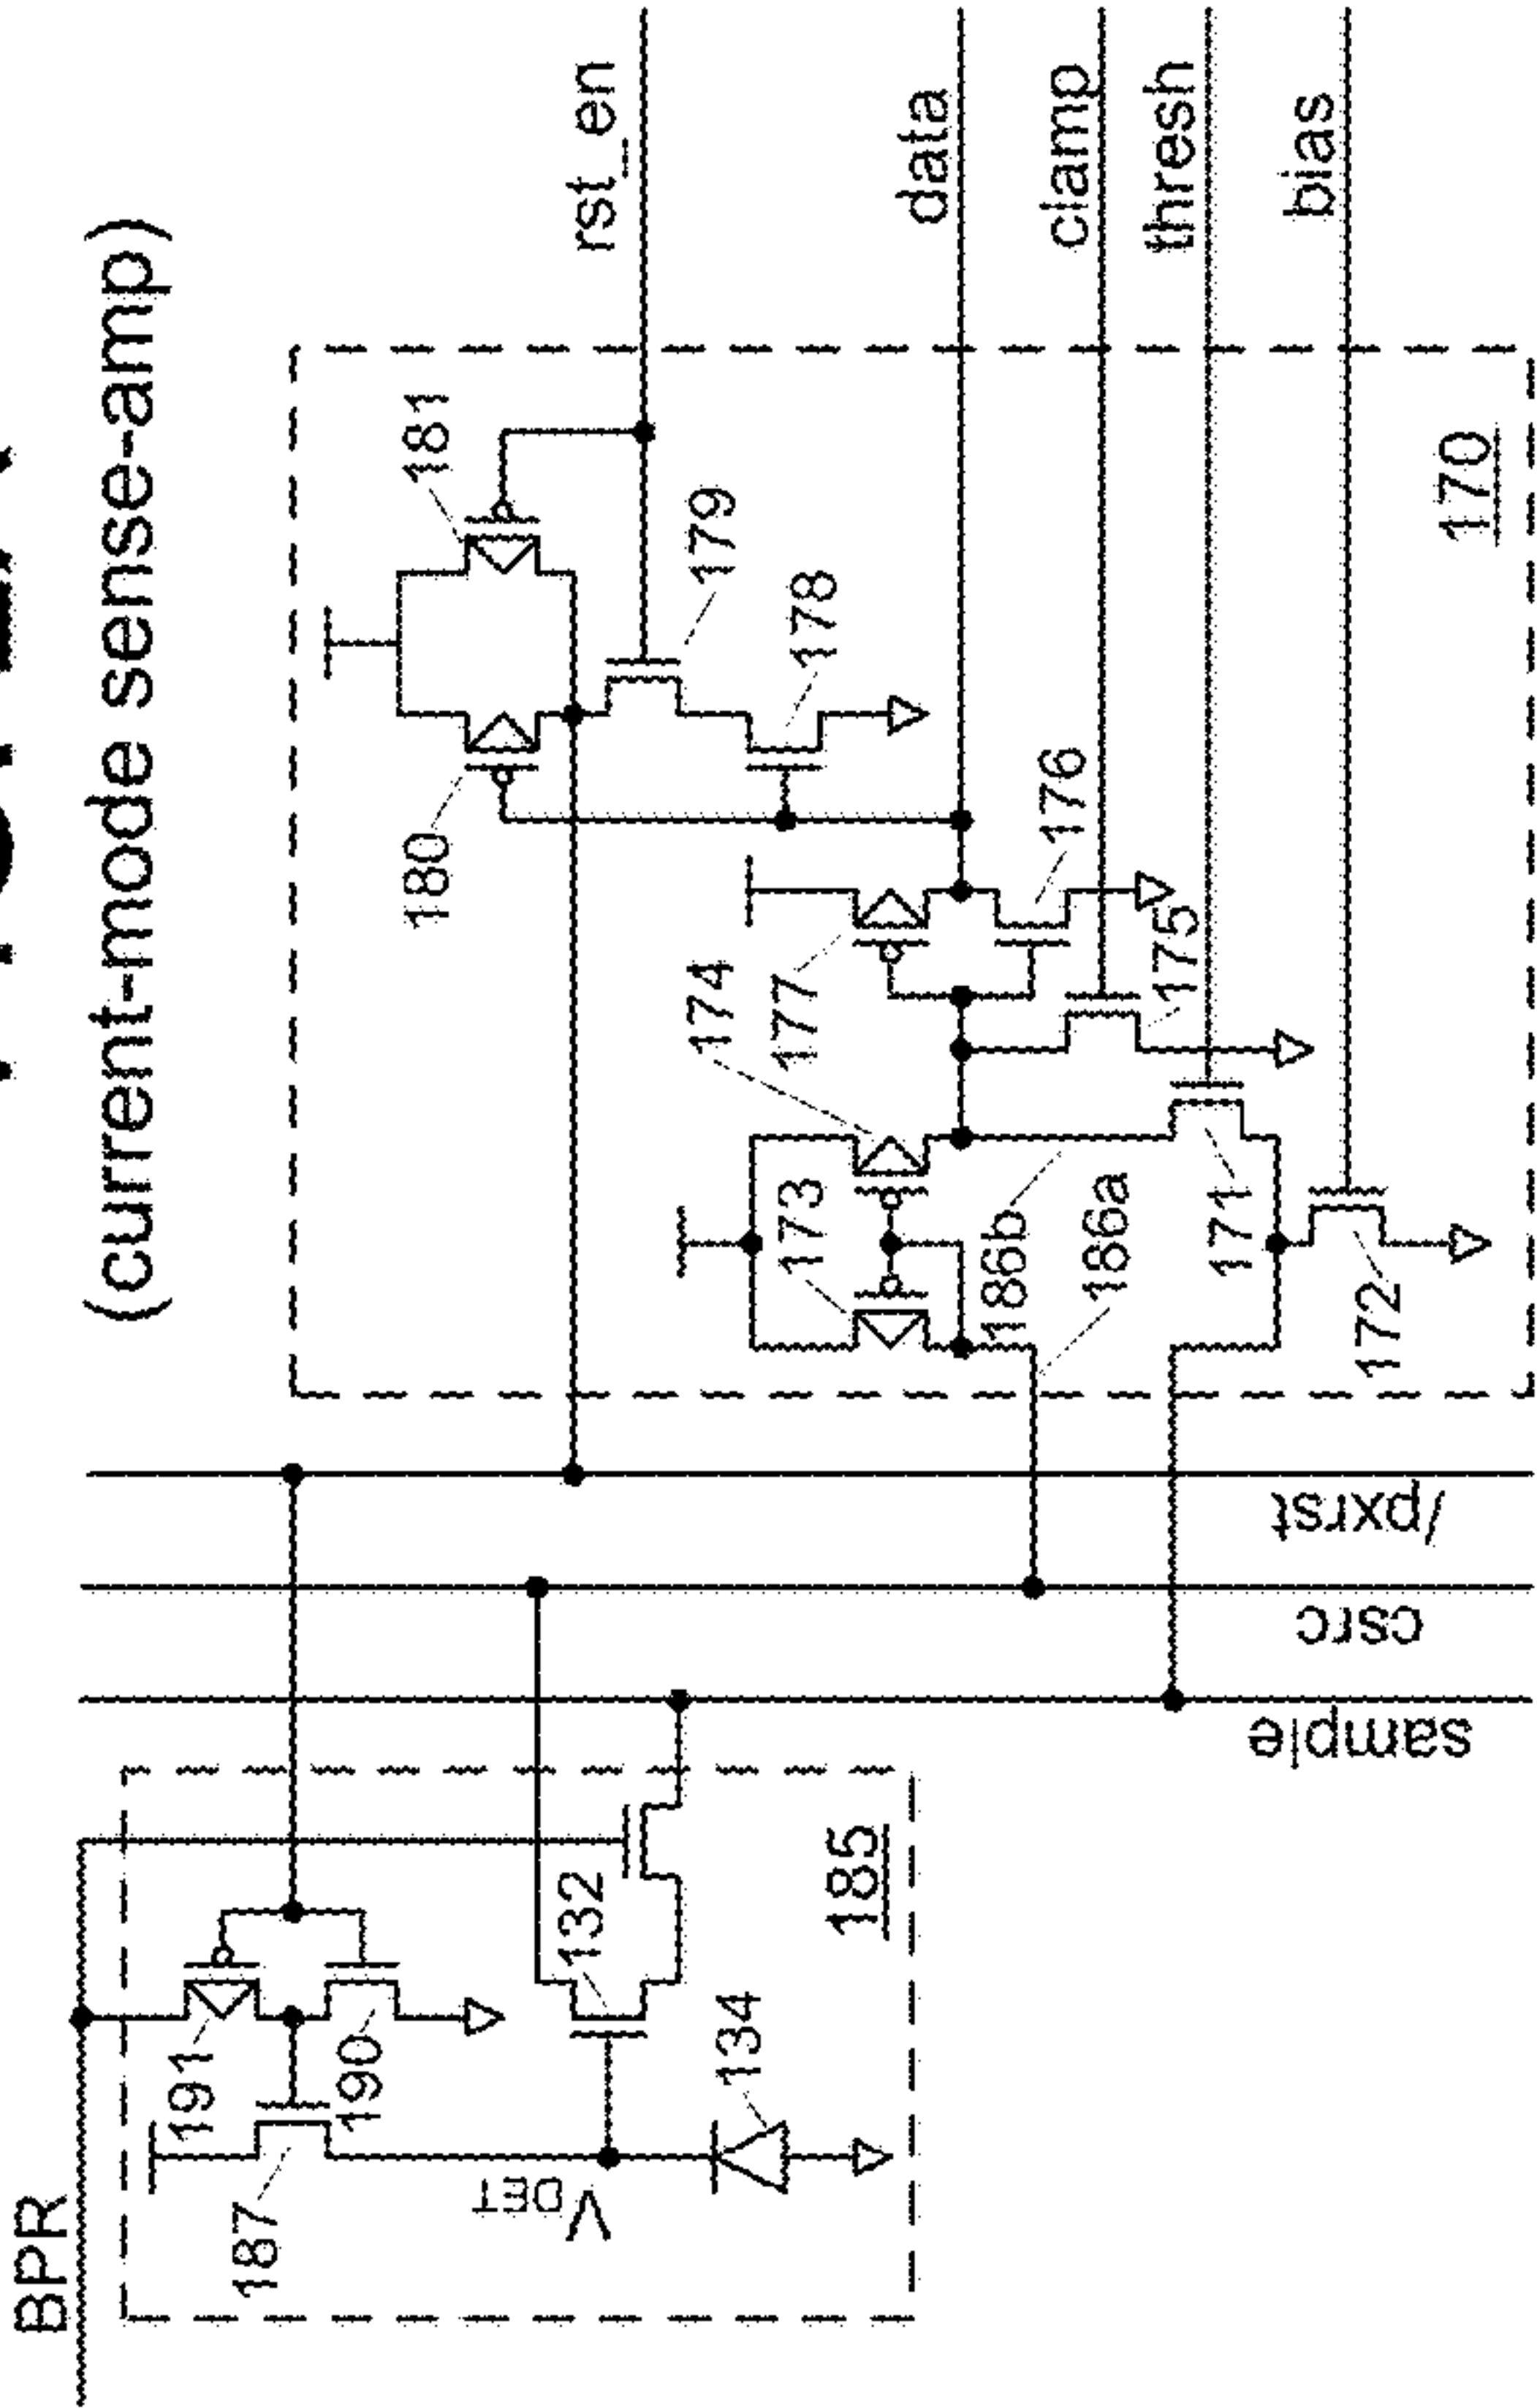 (current-mode sense-amp)
BPR
rst_en
181
180
191
179
187
190
178
data
V DET
132
174
176
clamp
134
177
173
175
thresh
185
186b
186a
171
bias
172
170
sample
csrc
/pxrst